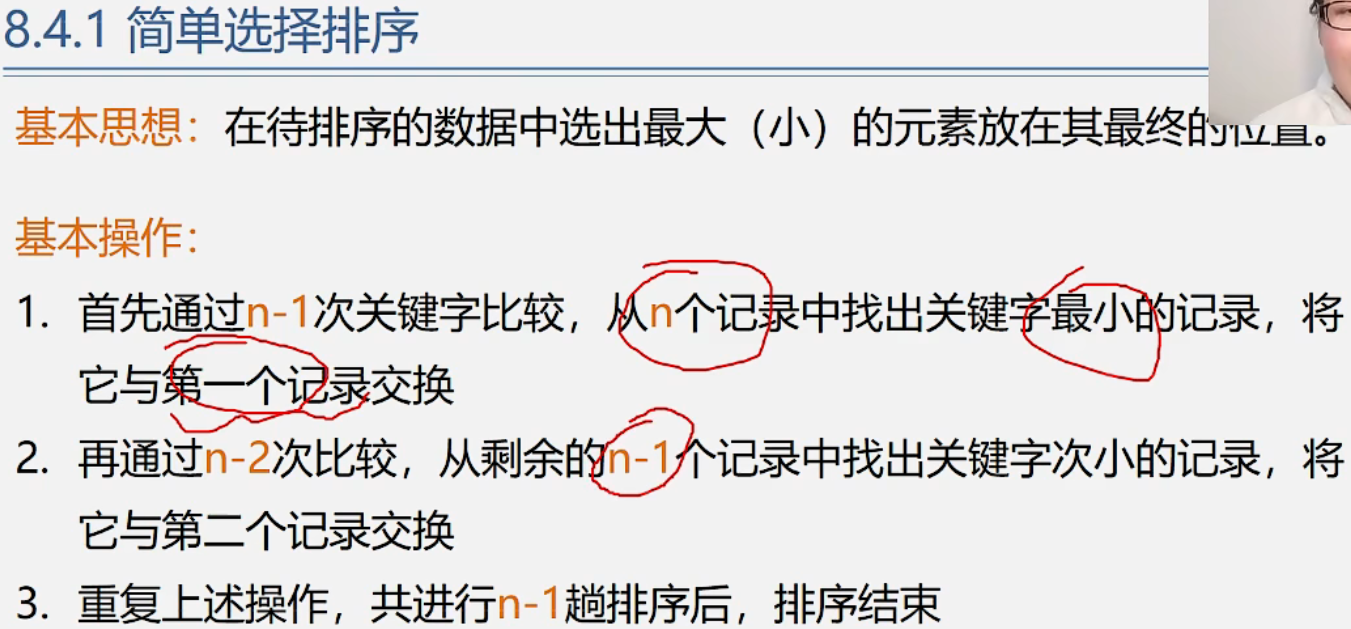 8.4.1 简单选择排序
基本思想：在待排序的数据中选出最大（小）的元素放在其最终的位置。
基本操作：
1. 首先通过n-1次关键字比较，从n个记录中找出关键字最小的记录，将
它与第一个记录交换
2. 再通过n-2次比较，从剩余的n-1个记录中找出关键字次小的记录，将
它与第二个记录交换
3. 重复上述操作，共进行n-1趟排序后，排序结束